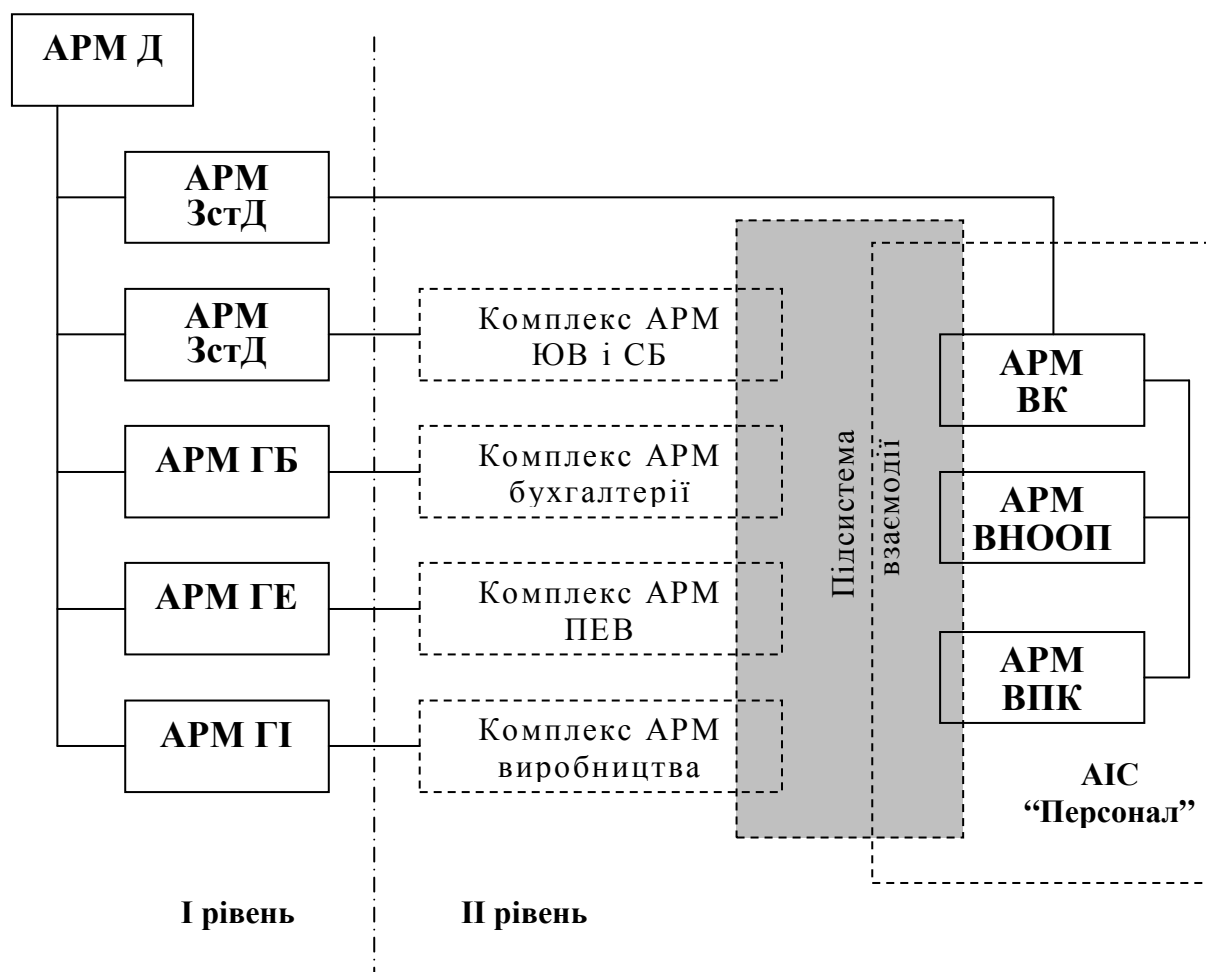 АРМ Д
АРМ
ЗстД
АРМ
ЗстД
Комплекс АРМ
ЮВ і СБ
АРМ ГБ
Комплекс АРМ
бухгалтерії
АРМ ГЕ
Комплекс АРМ
ПЕВ
АРМ ГІ
Комплекс АРМ
виробництва
Підсистема
взаємодії
АРМ
ВК
АРМ
ВНООП
АРМ
ВПК
АІС
“Персонал”
I рівень
II рівень